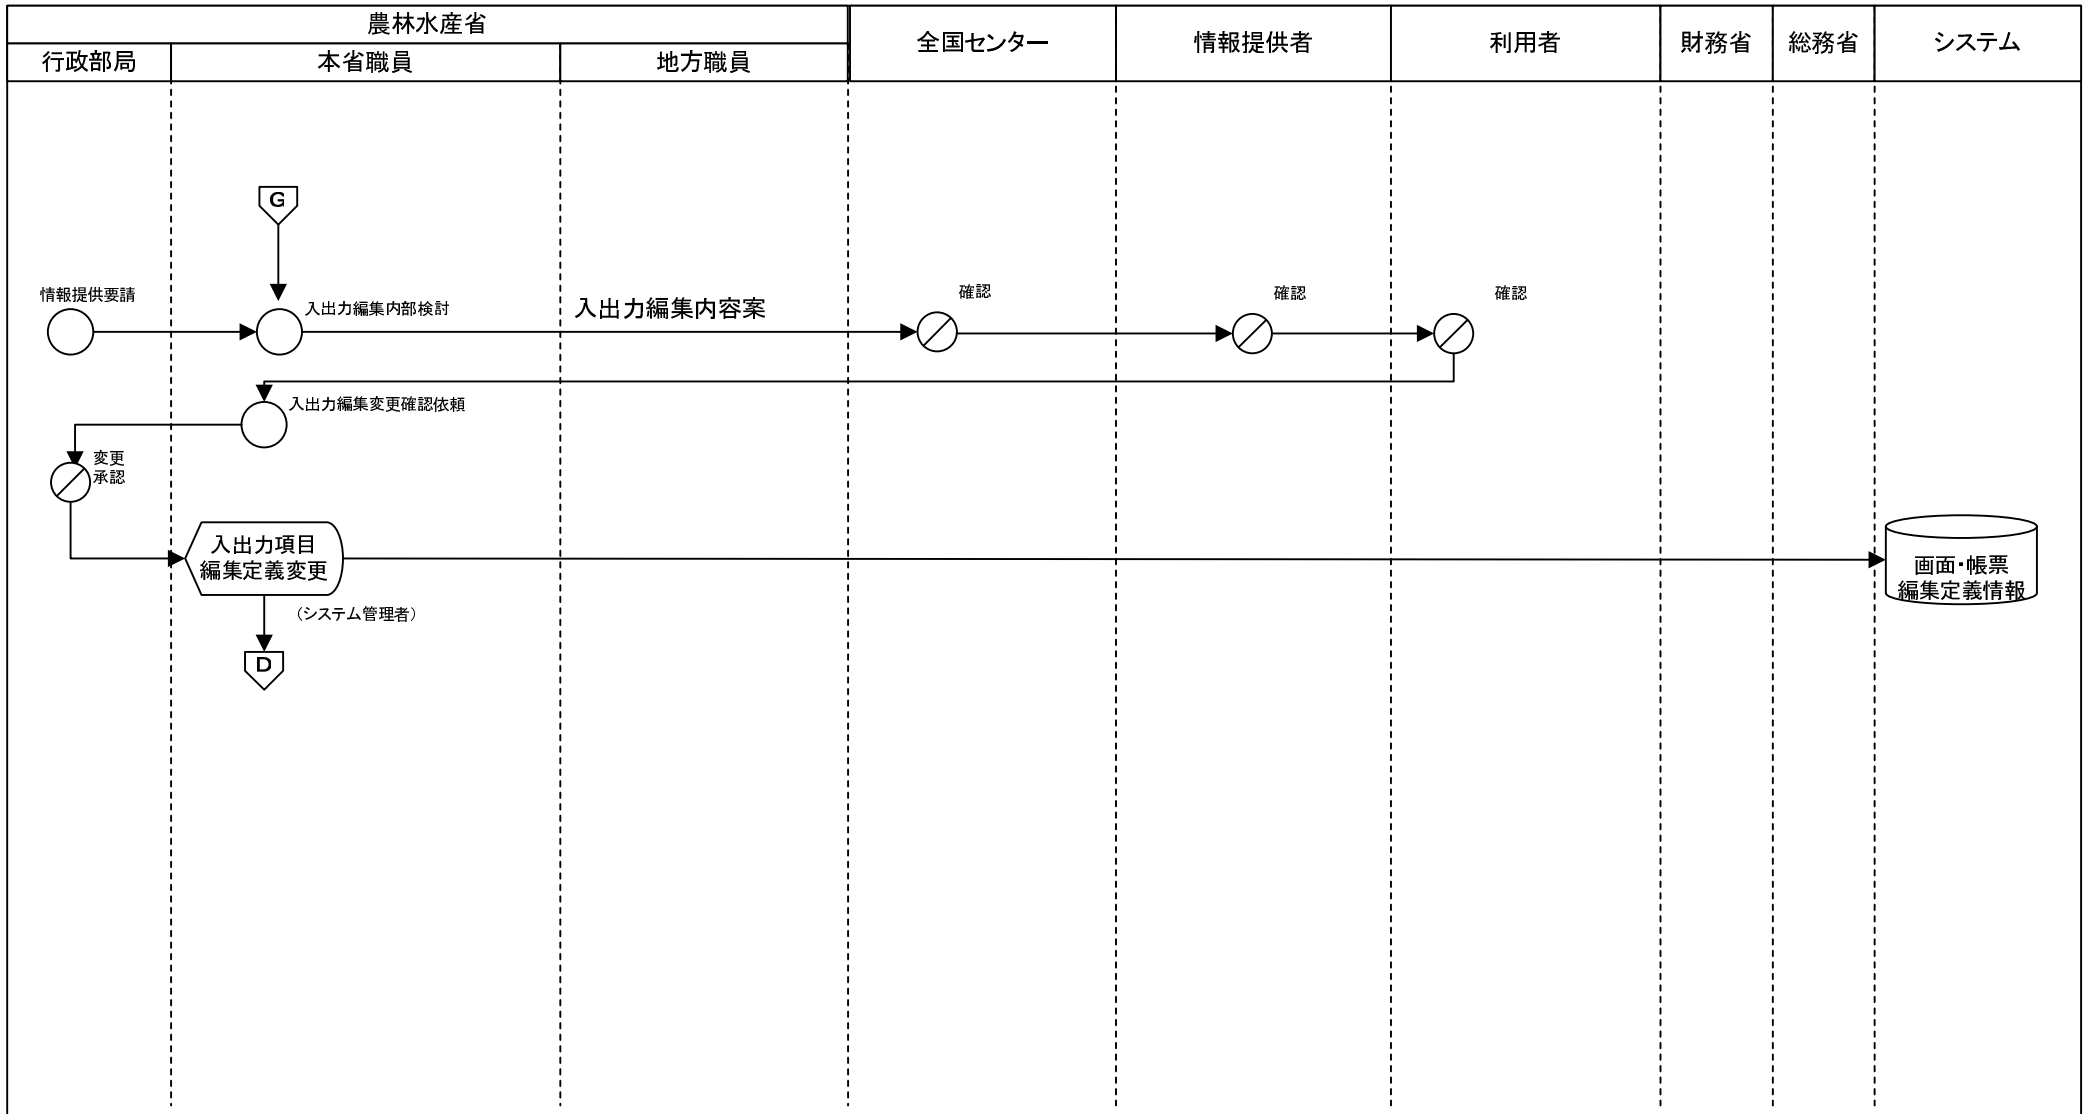 農林水産省
行政部局
本省職員
地方職員
全国センター
情報提供者
利用者
財務省
総務省
システム
G
情報提供要請
入出力編集内部検討
入出力編集内容案
確認
確認
確認
入出力編集変更確認依頼
変更
承認
入出力項目
編集定義変更
画面・帳票
編集定義情報
（システム管理者）
D